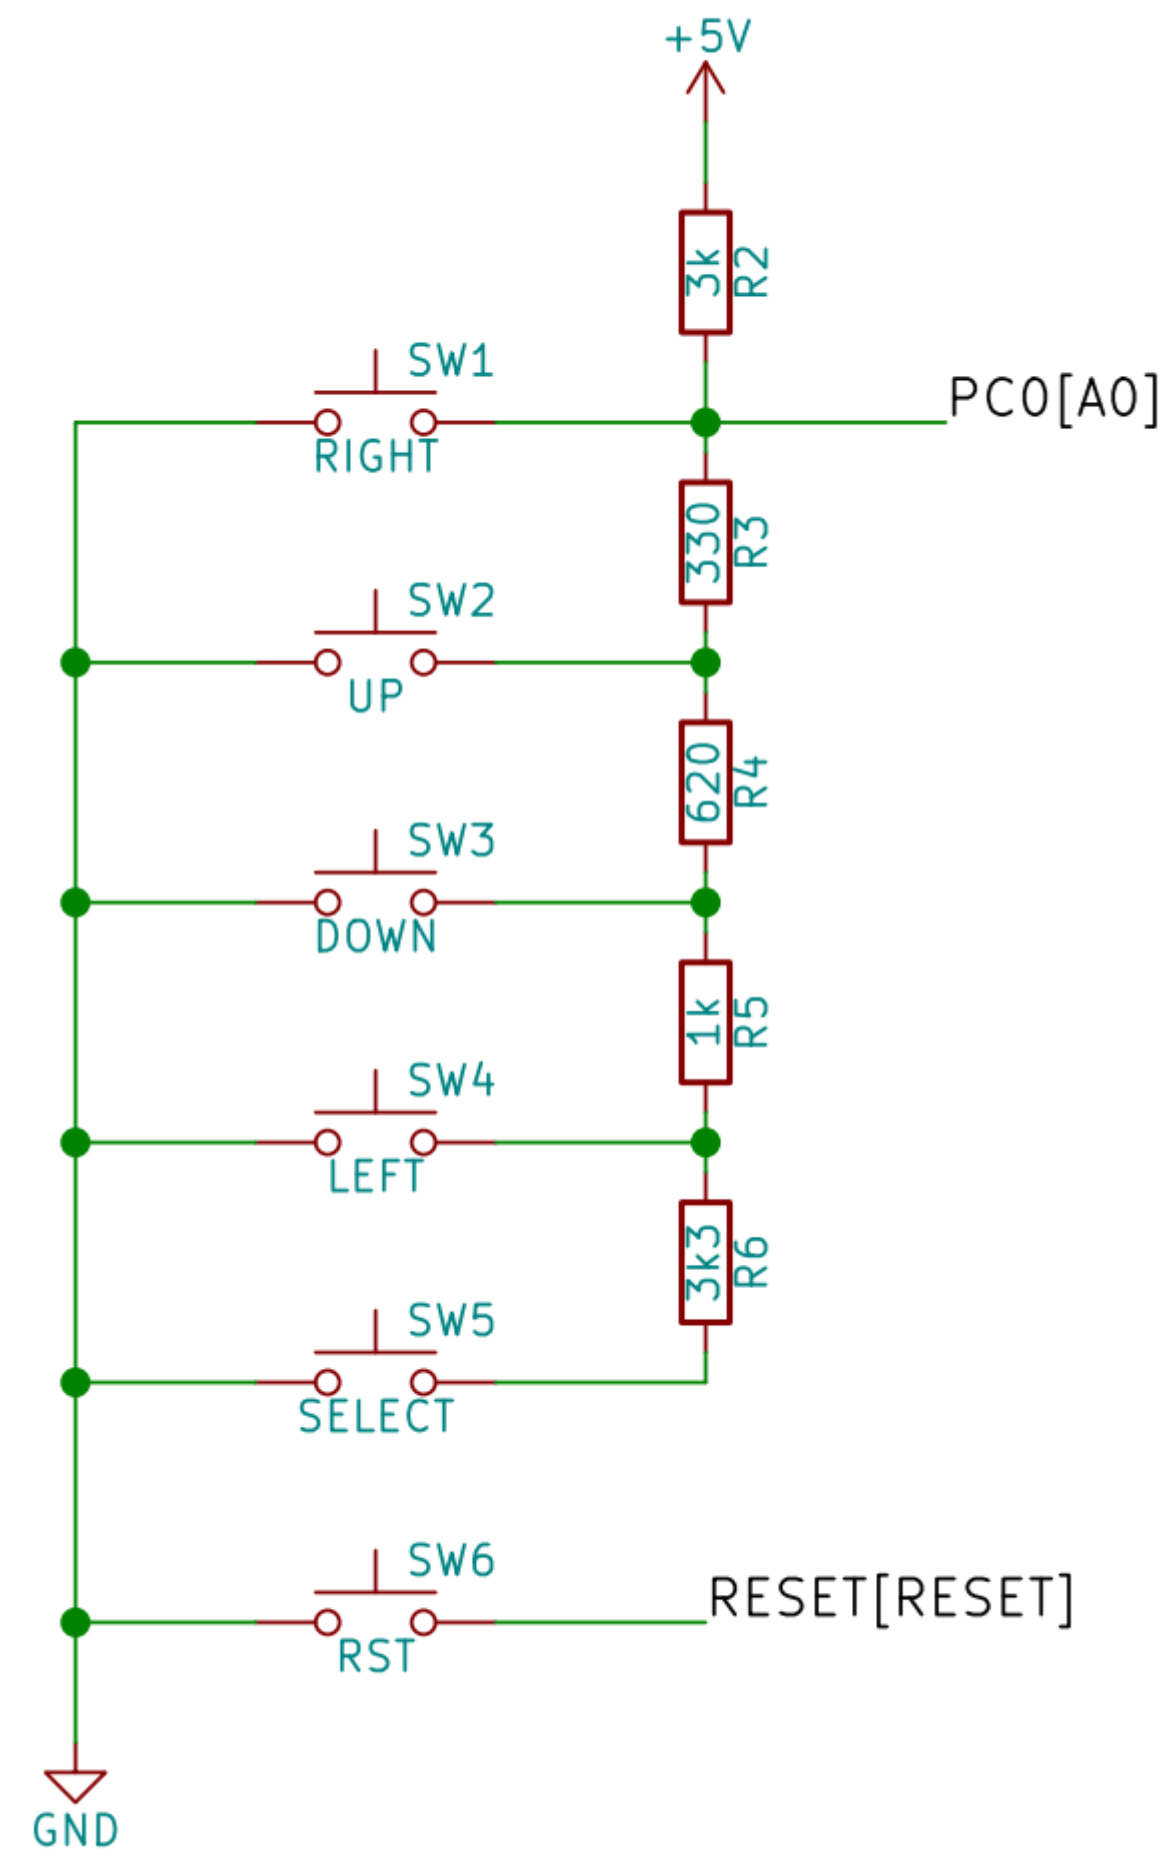 +5V
3k
R2
SW1
RIGHT
PC0[A0]
330
R3
SW2
UP
620
R4
SW3
DOWN
1k
R5
SW4
LEFT
3k3
R6
SW5
SELECT
SW6
RST
RESET[RESET]
GND